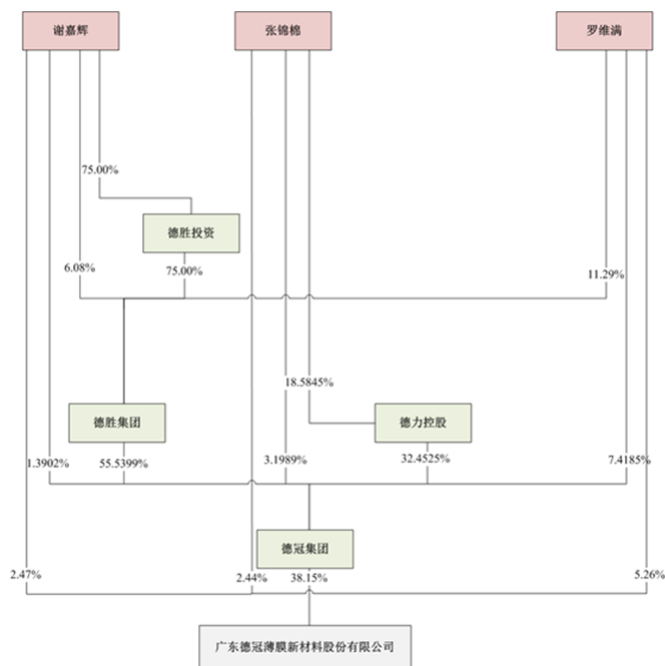 谢嘉辉
张锦棉
罗维满
75.00%
德胜投资
6.08%
75.00%
11.29%
18.5845%
德胜集团
德力控股
1.3902%
55.5399%
3.1989%
32.4525%
7.4185%
德冠集团
2.47%
2.44%
38.15%
5.26%
广东德冠薄膜新材料股份有限公司